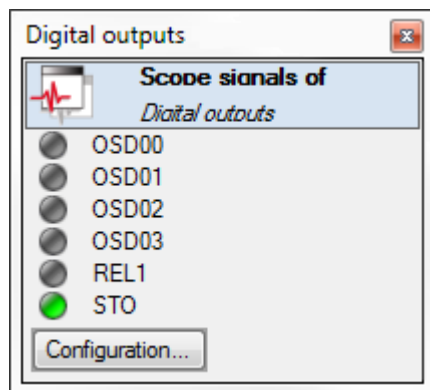 Digital outputs
Scope signals of
Digital outputs
OSD00
OSD01
OSD02
OSD03
REL1
STO
Configuration...